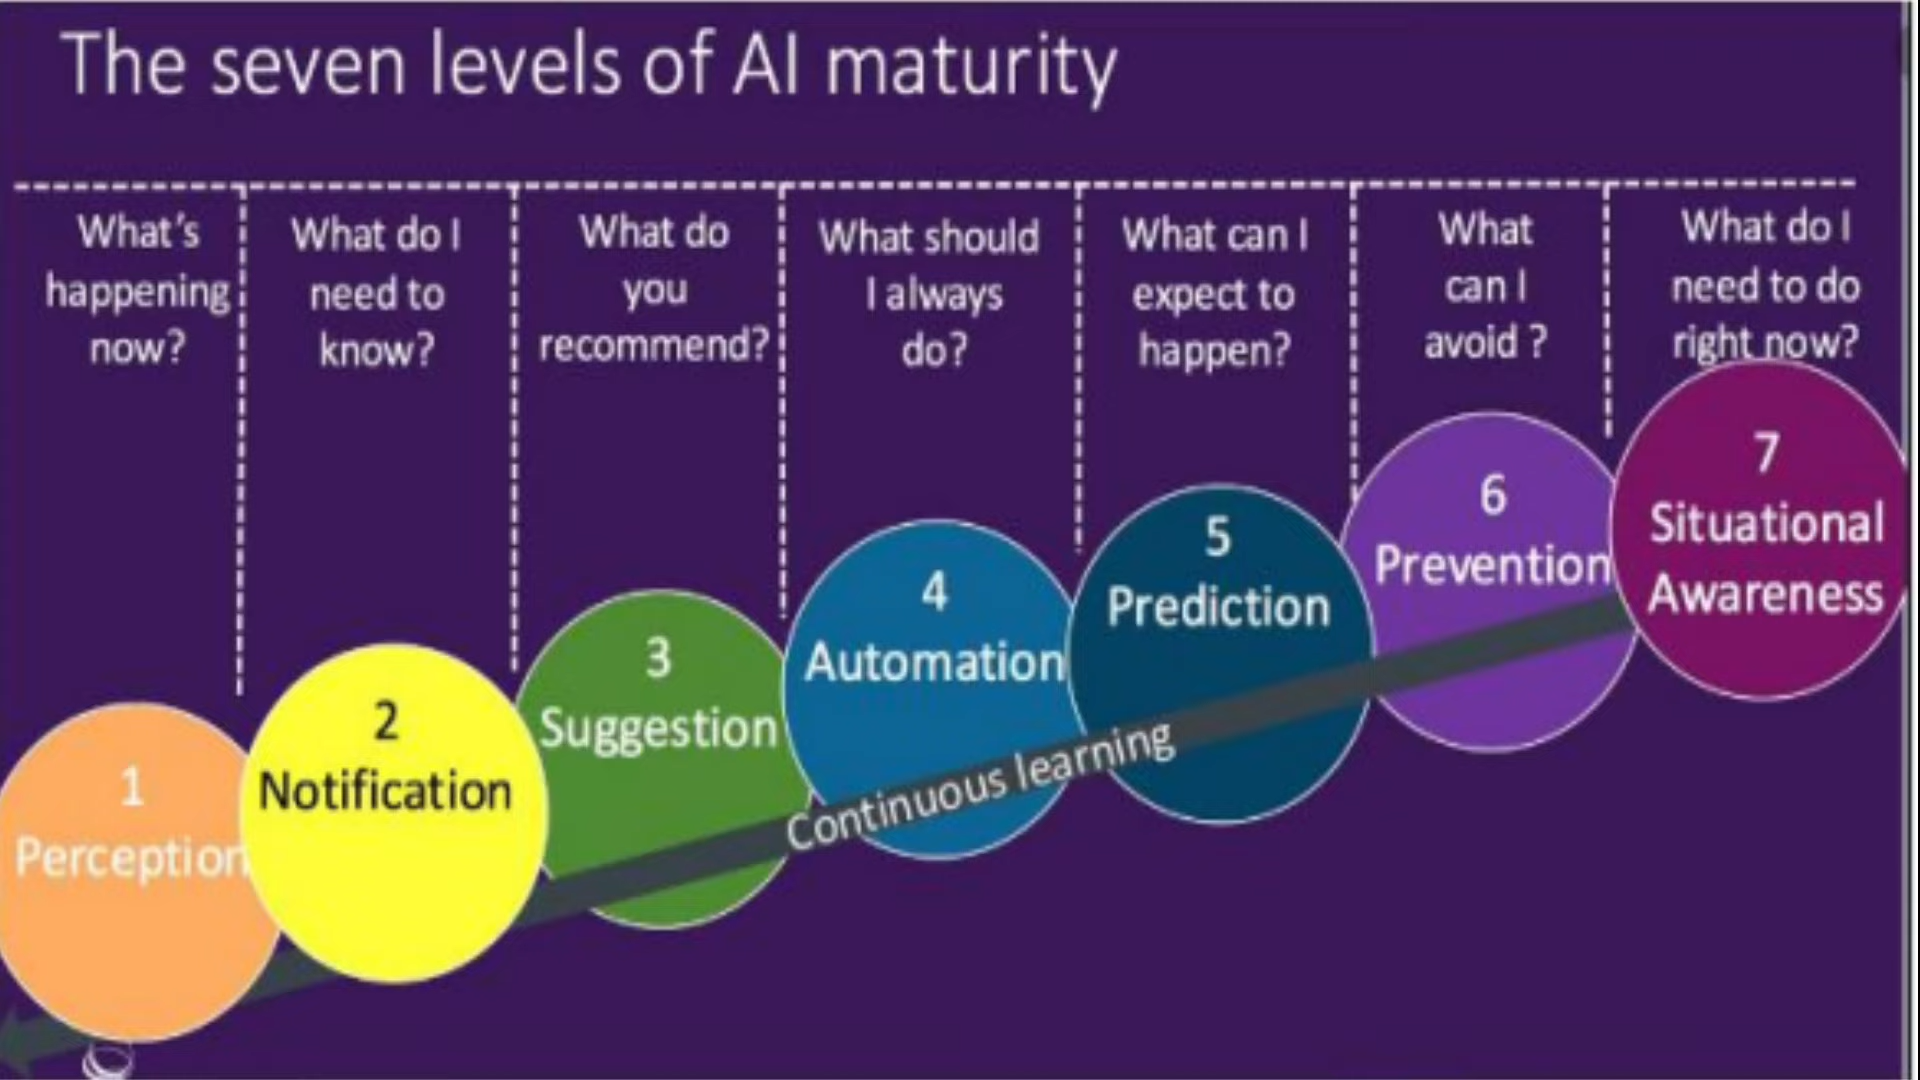 The seven levels of AI maturity
What's
happening
now?
What do I
need to
know?
What do
you
recommend?
What should
I always
do?
What can I
expect to
happen?
What
can I
avoid ?
What do I
need to do
right now?
1
Perception
2
Notification
3
Suggestion
4
Automation
5
Prediction
6
Prevention
7
Situational
Awareness
Continuous learning